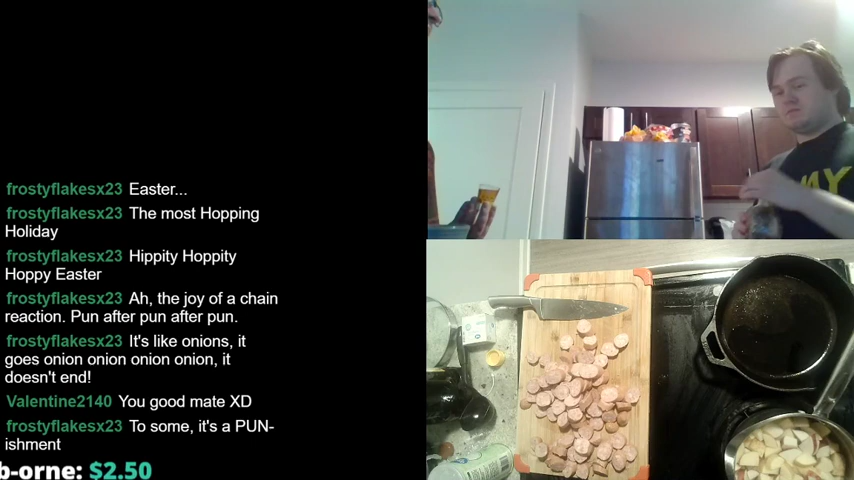 frostyflakesx23 Easter...
frostyflakesx23 The most Hopping
Holiday
frostyflakesx23 Hippity Hoppity
Hoppy Easter
frostyflakesx23 Ah, the joy of a chain
reaction. Pun after pun after pun.
frostyflakesx23 It's like onions, it
goes onion onion onion onion, it
doesn't end!
Valentine2140 You good mate XD
frostyflakesx23 To some, it's a PUN-
ishment
b-orne: $2.50